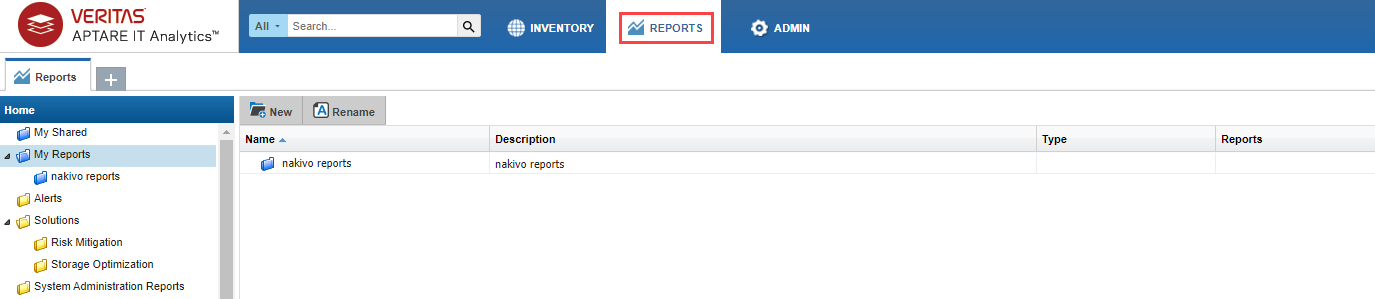 VERITAS™
APTARE IT Analytics™
All Search... INVENTORY REPORTS ADMIN
Reports +
Home
My Shared
My Reports
nakivo reports
Alerts
Solutions
Risk Mitigation
Storage Optimization
System Administration Reports
New Rename
Name Description Type Reports
nakivo reports nakivo reports